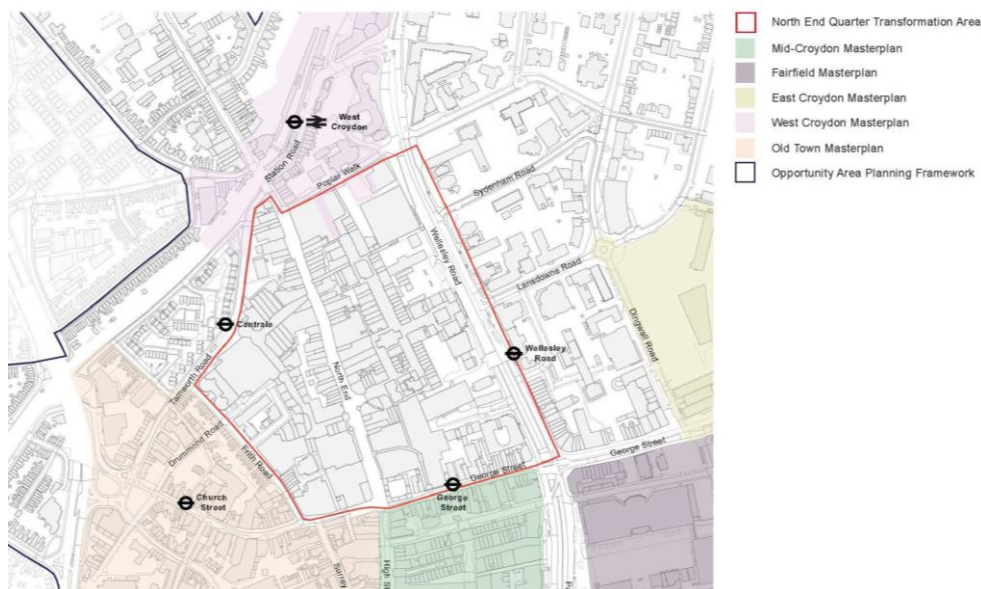 North End Quarter Transformation Area
Mid-Croydon Masterplan
Fairfield Masterplan
East Croydon Masterplan
West Croydon Masterplan
Old Town Masterplan
Opportunity Area Planning Framework
West
Croydon
Station Road
Poplar Walk
Sydenham Road
Wellesley Road
Lansdowne Road
Centrale
Wellesley
Road
Dingwall Road
North End
Tamworth Road
Drummond Road
Frith Road
George Street
George Street
George
Street
Church
Street
Surrey
High St